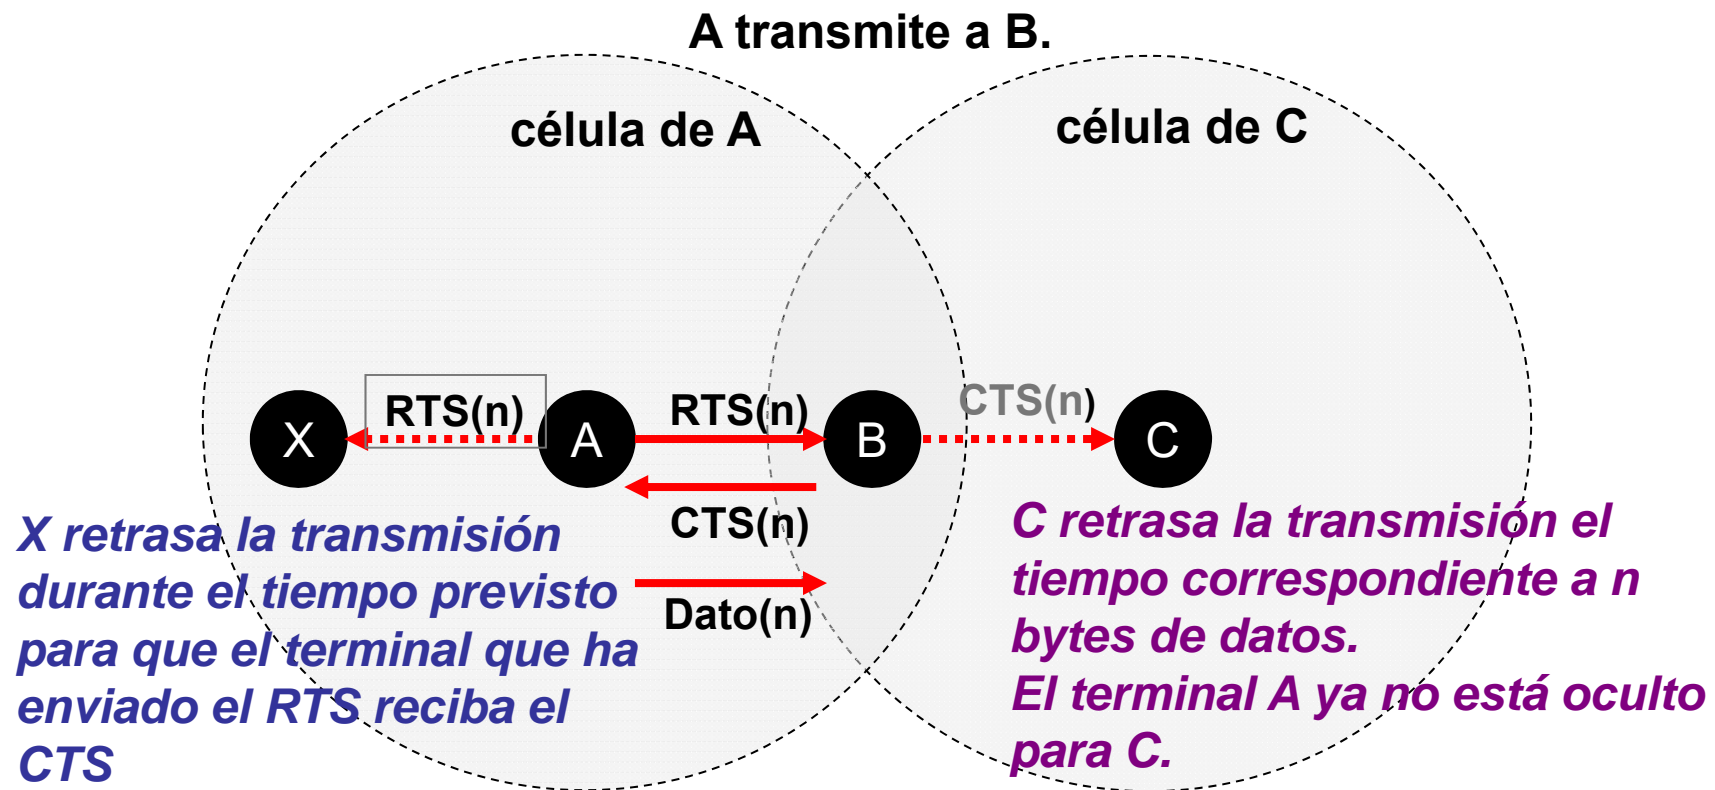 A transmite a B.
célula de A
célula de C
RTS(n)
RTS(n)
CTS(n)
X
A
B
C
CTS(n)
Dato(n)
X retrasa la transmisión
durante el tiempo previsto
para que el terminal que ha
enviado el RTS reciba el
CTS
C retrasa la transmisión el
tiempo correspondiente a n
bytes de datos.
El terminal A ya no está oculto
para C.